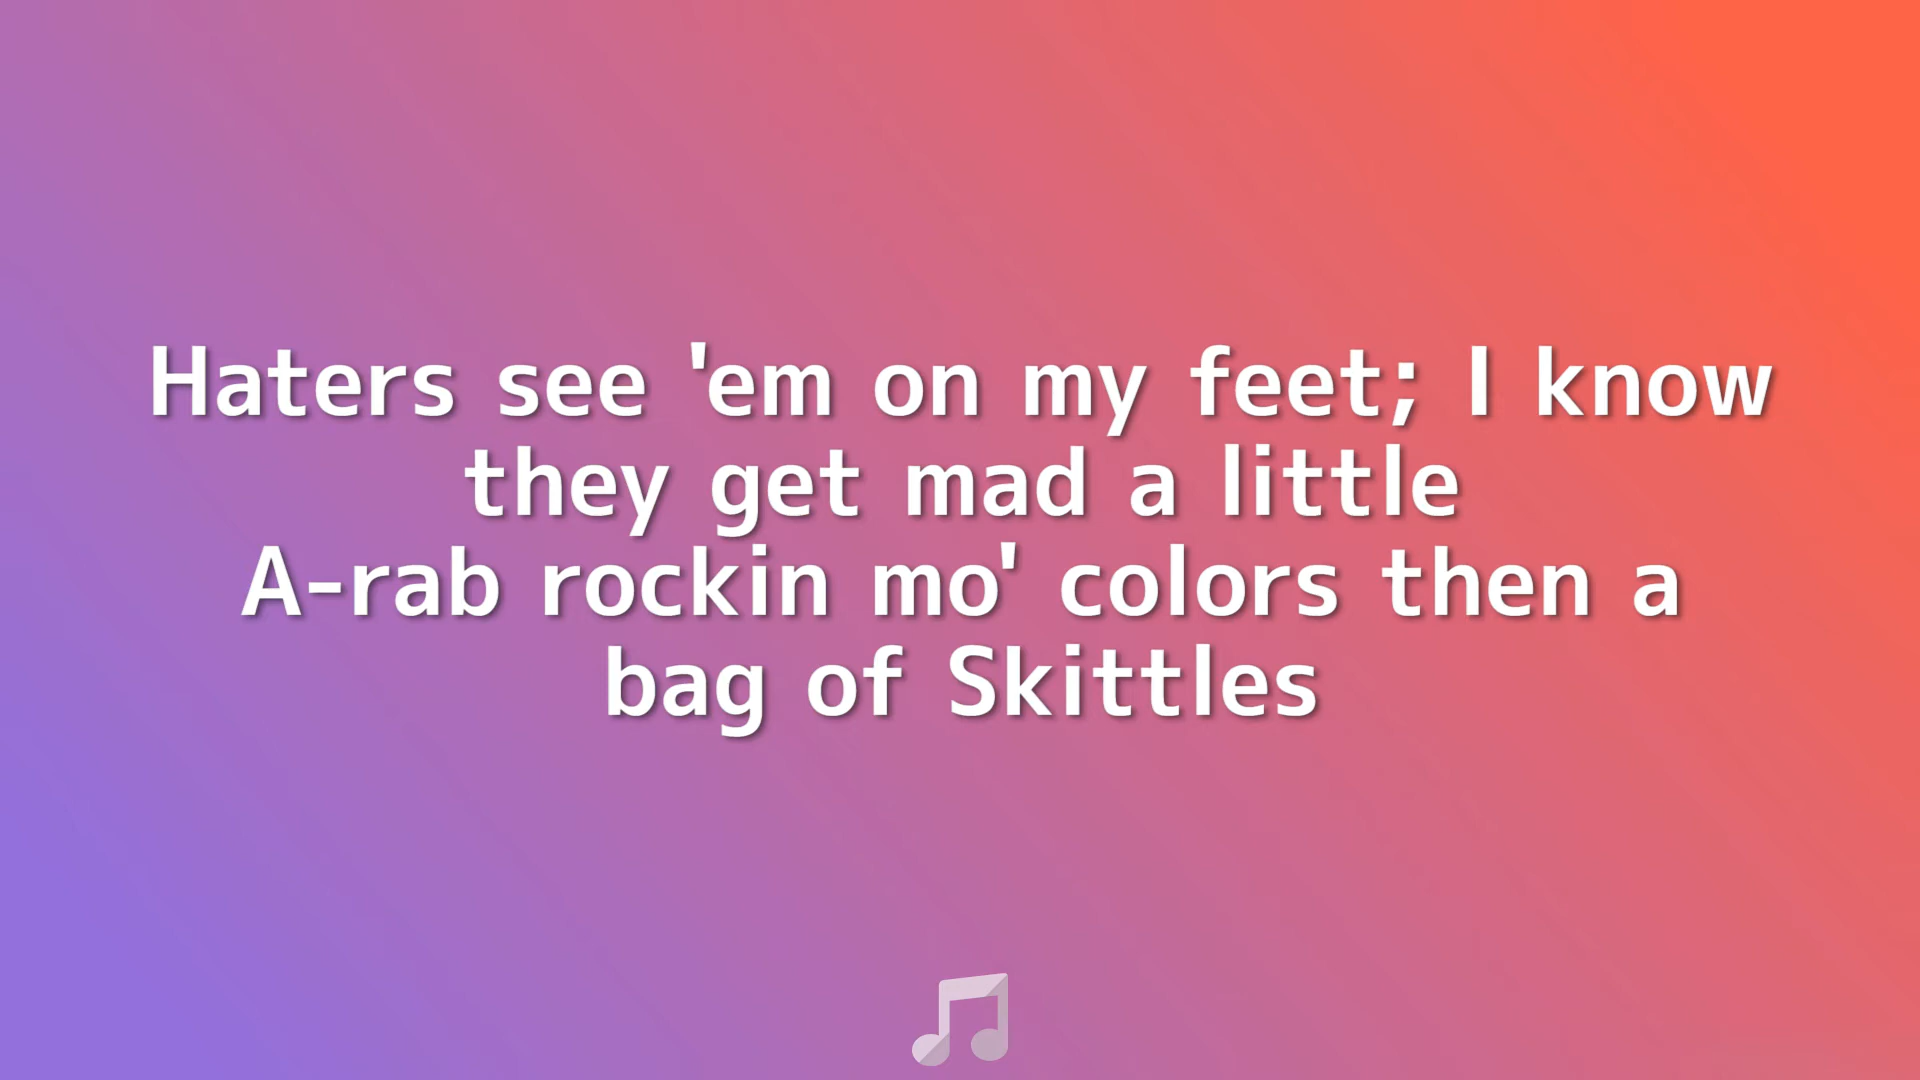 Haters see 'em on my feet; I know
they get mad a little
A-rab rockin mo' colors then a
bag of Skittles